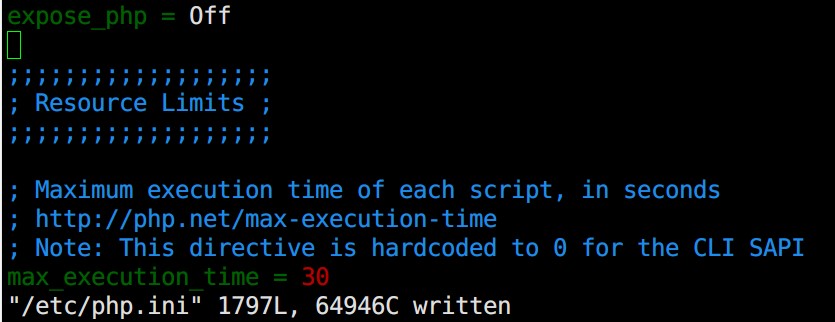 expose_php = Off
;;;;;;;;;;;;;;;;;;;
; Resource Limits ;
;;;;;;;;;;;;;;;;;;;
; Maximum execution time of each script, in seconds
; http://php.net/max-execution-time
; Note: This directive is hardcoded to 0 for the CLI SAPI
max_execution_time = 30
"/etc/php.ini" 1797L, 64946C written